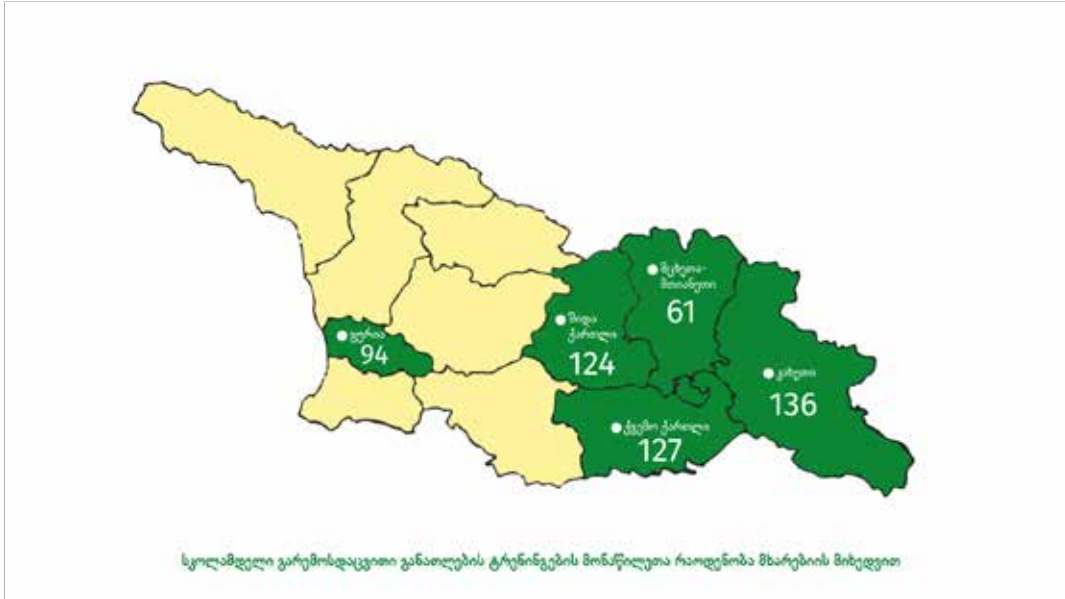 მცხეთა-
მთიანეთი
61
შიდა
ქართლი
124
გურია
94
კახეთი
136
ქვემო ქართლი
127
სკოლამდელი გარემოსდაცვითი განათლების ტრენინგების მონაწილეთა რაოდენობა მხარეების მიხედვით